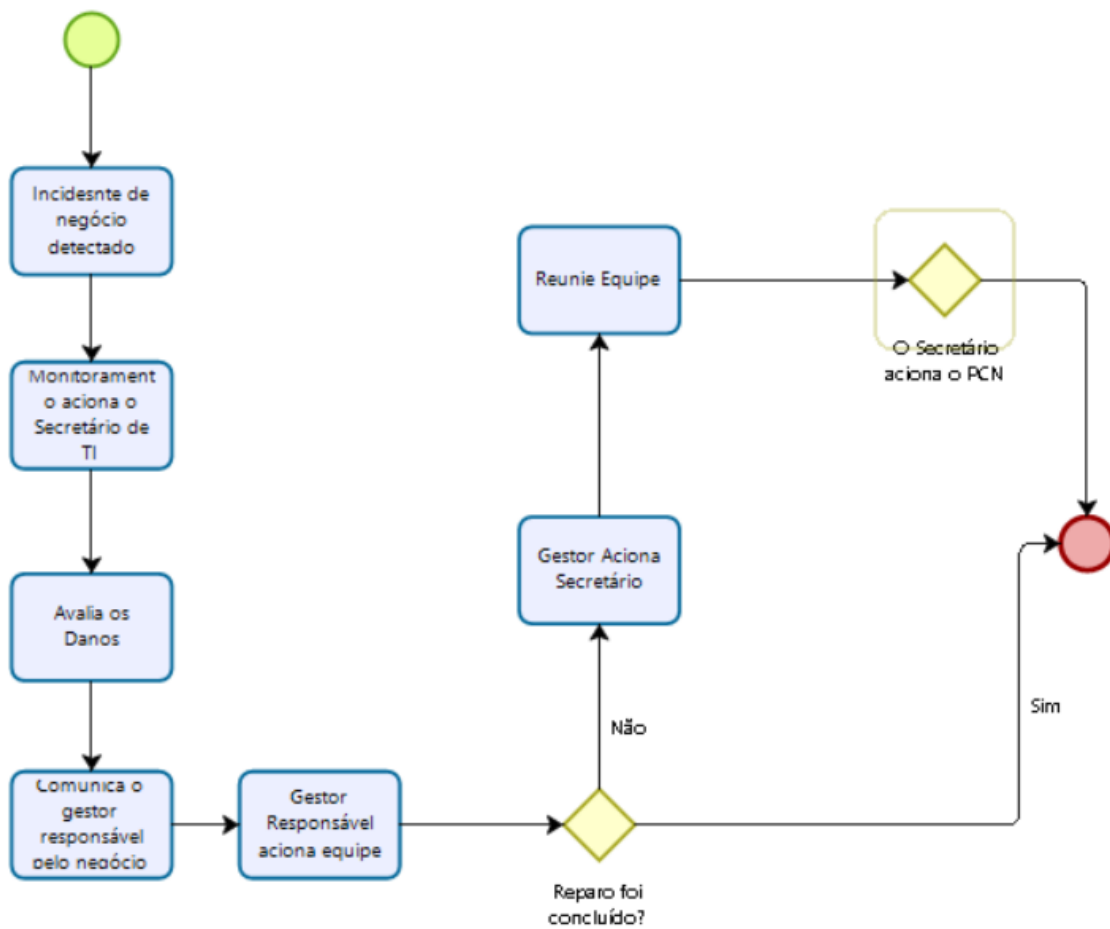 Incidesnte de
negócio
detectado
Monitorament
o aciona o
Secretário de
TI
Avalia os
Danos
Comunica o
gestor
responsável
pelo negócio
Gestor
Responsável
aciona equipe
Reparo foi
concluído?
Não
Gestor Aciona
Secretário
Reunie Equipe
O Secretário
aciona o PCN
Sim